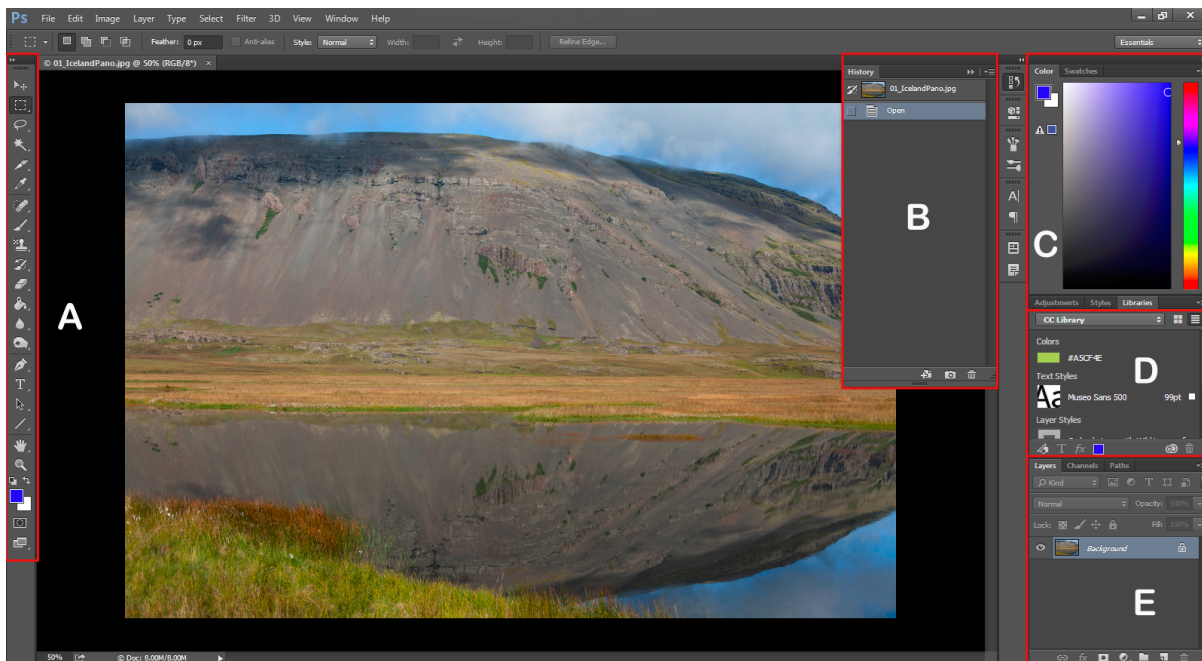 Ps File Edit Image Layer Type Select Filter 3D View Window Help
Feather: 0 px Anti-alias Style: Normal Width: Height: Refine Edge... Essentials
© 01_IcelandPano.jpg @ 50% (RGB/8*) ×
History
01_IcelandPano.jpg
Open
Color Swatches
A
B
C
Adjustments Styles Libraries
CC Library
Colors
#A5CF4E
Text Styles
Aa Museo Sans 500 99pt
Layer Styles
D
T fx
Layers Channels Paths
Kind
Normal Opacity: 100%
Lock: Fill: 100%
Background
E
fx
50% © Doc: 8.00M/8.00M